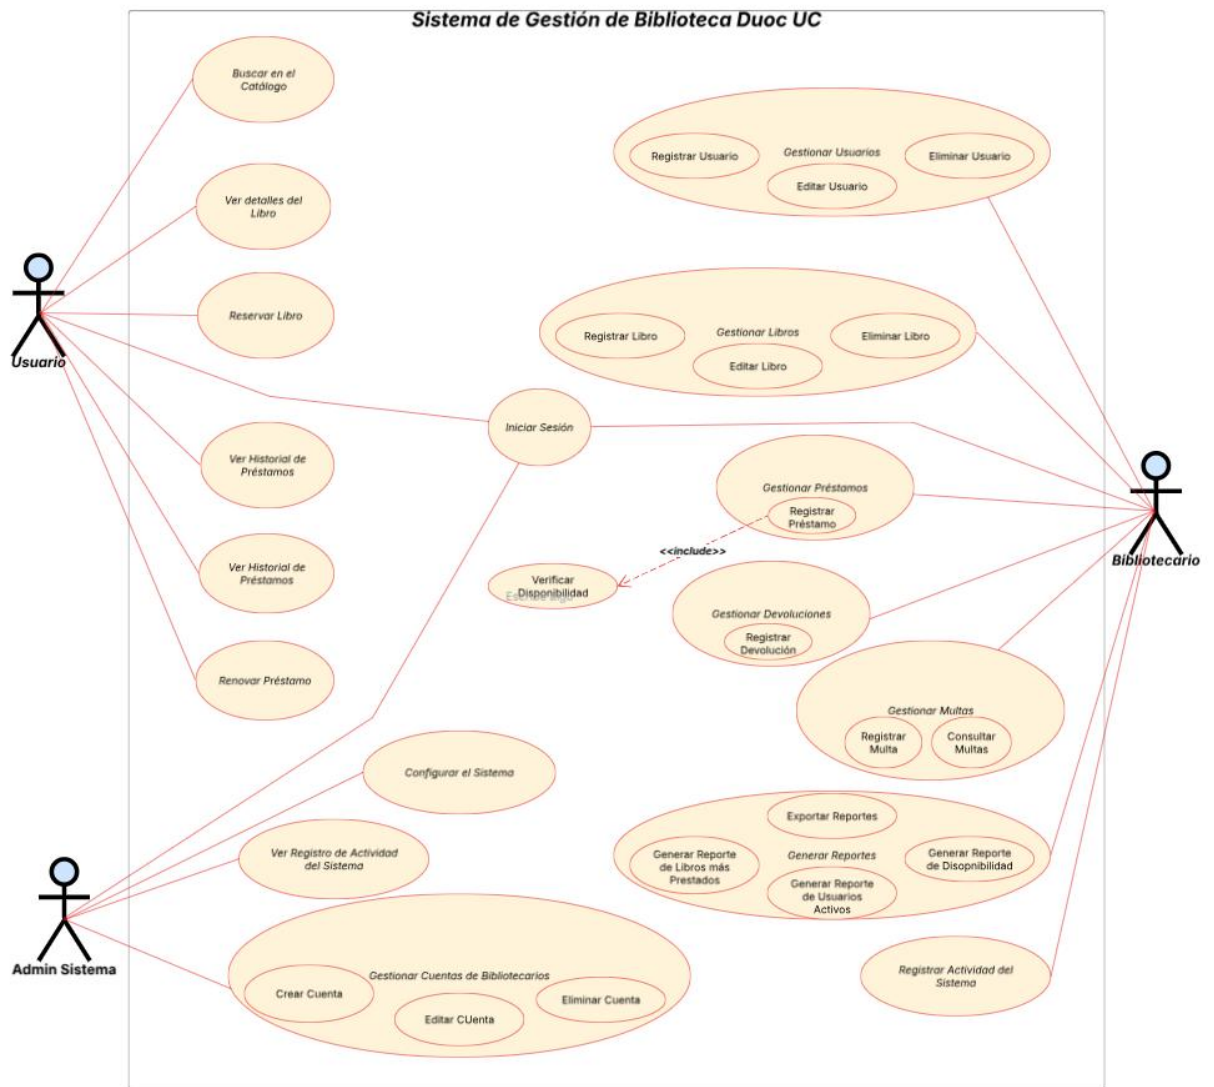 Sistema de Gestión de Biblioteca Duoc UC
Buscar en el
Catálogo
Ver detalles del
Libro
Reservar Libro
Usuario
Ver Historial de
Préstamos
Ver Historial de
Préstamos
Renovar Préstamo
Iniciar Sesión
Gestionar Usuarios
Registrar Usuario
Editar Usuario
Eliminar Usuario
Gestionar Libros
Registrar Libro
Editar Libro
Eliminar Libro
Gestionar Préstamos
Registrar
Préstamo
<<include>>
Verificar
Disponibilidad
Escribe algo
Bibliotecario
Gestionar Devoluciones
Registrar
Devolución
Gestionar Multas
Registrar
Multa
Consultar
Multas
Exportar Reportes
Generar Reporte
de Libros más
Prestados
Generar Reportes
Generar Reporte
de Disopnibilidad
Generar Reporte
de Usuarios
Activos
Registrar Actividad del
Sistema
Configurar el Sistema
Ver Registro de Actividad
del Sistema
Admin Sistema
Gestionar Cuentas de Bibliotecarios
Crear Cuenta
Editar CUenta
Eliminar Cuenta